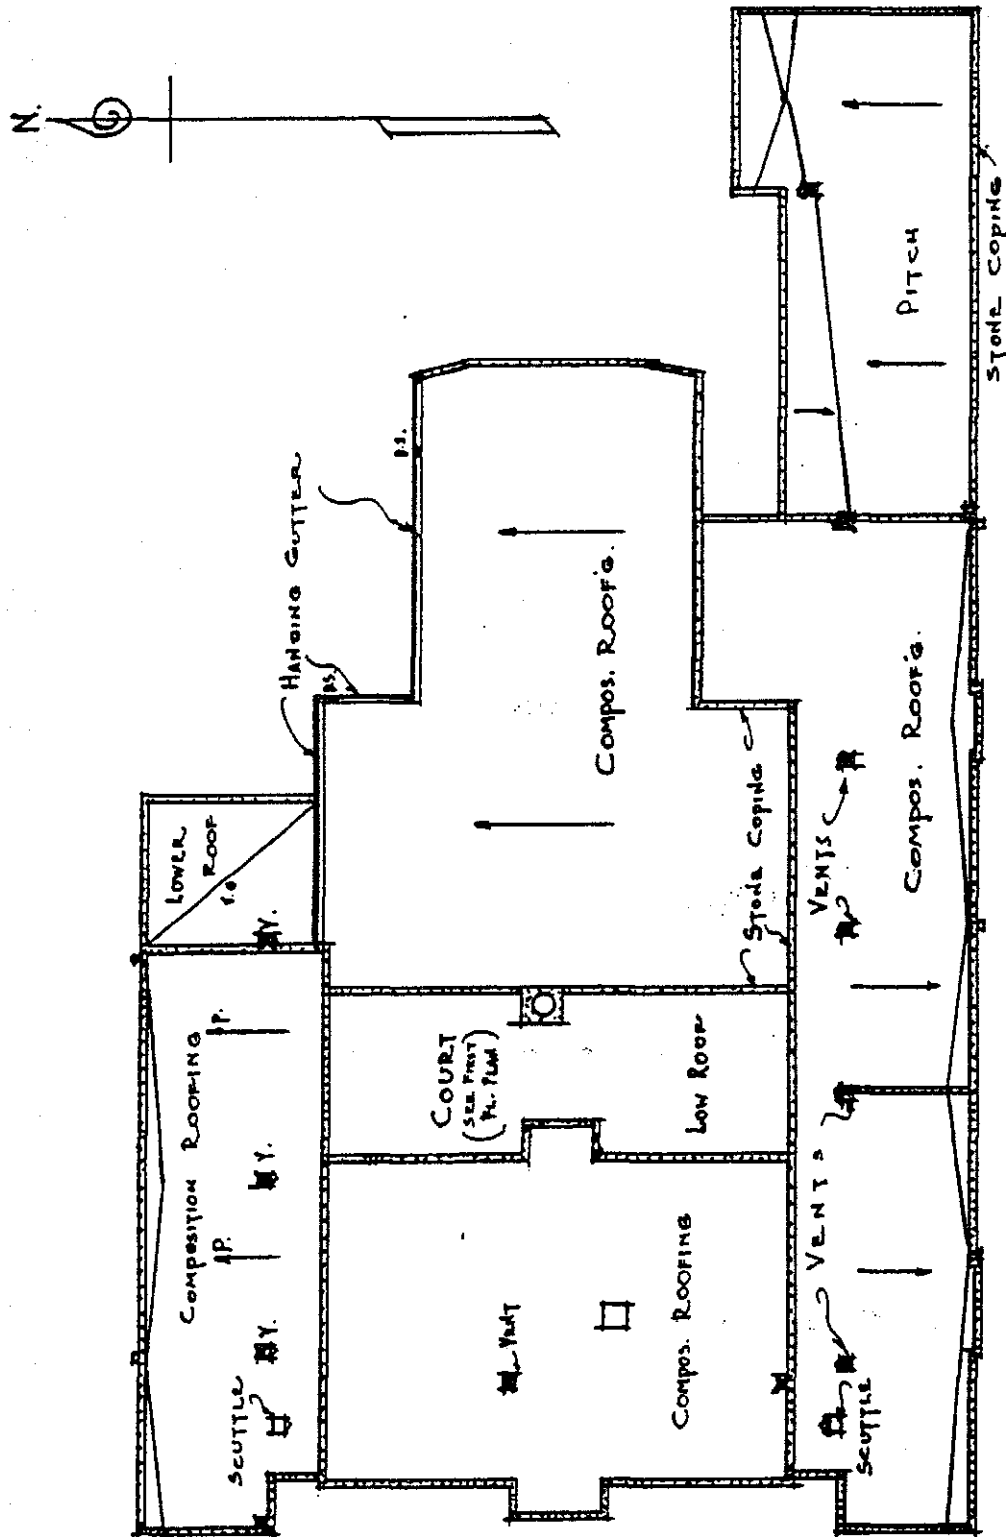 N.
STONE COPING
PITCH
HANGING GUTTER
D.S.
D.S.
COMPOS. ROOF'G.
STONE COPING
LOWER
ROOF
V.
COMPOSITION ROOFING
P.
P.
V.
V.
SCUTTLE
COURT
(SEE FIRST
FL. PLAN)
LOW ROOF
VENT
COMPOS. ROOFING
VENTS
COMPOS. ROOF'G.
VENTS
SCUTTLE